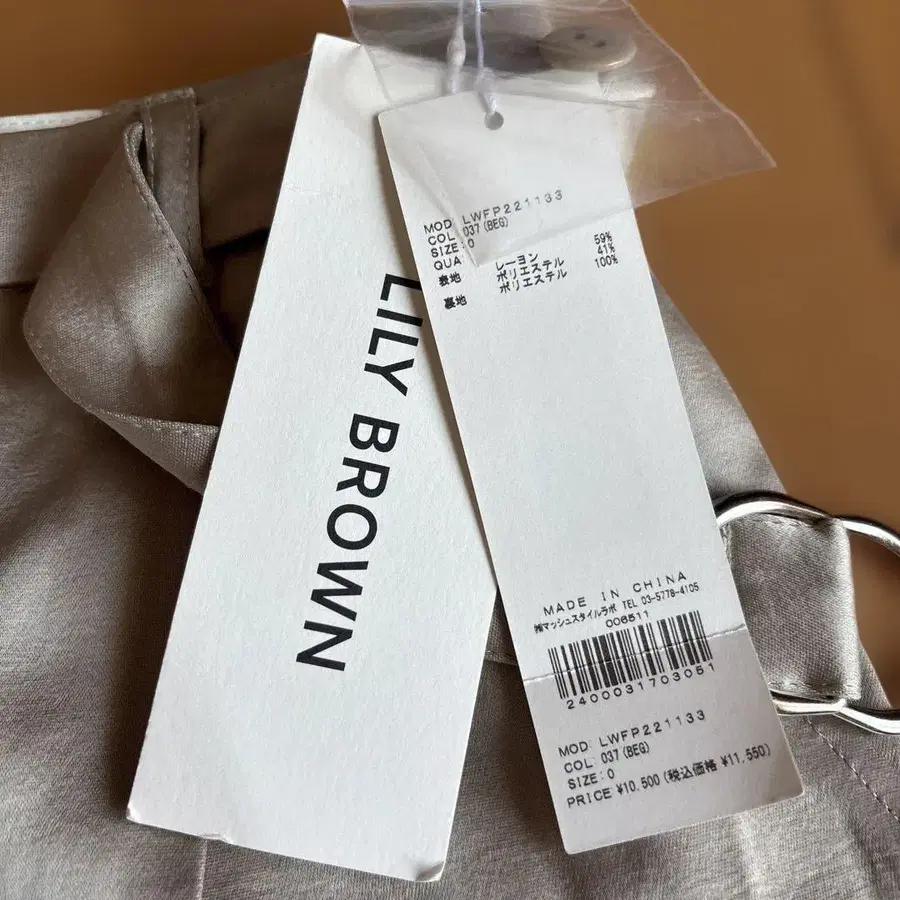 LILY BROWN
MOD: LWFP221133
COL: 037(BEG)
SIZE: 0
QUA
表地 レーヨン 59%
ポリエステル 41%
裏地 ポリエステル 100%
MADE IN CHINA
㈱マッシュスタイルラボ TEL 03-5778-4105
006511
2400031703051
MOD: LWFP221133
COL: 037(BEG)
SIZE: 0
PRICE ¥10,500(税込価格 ¥11,550)